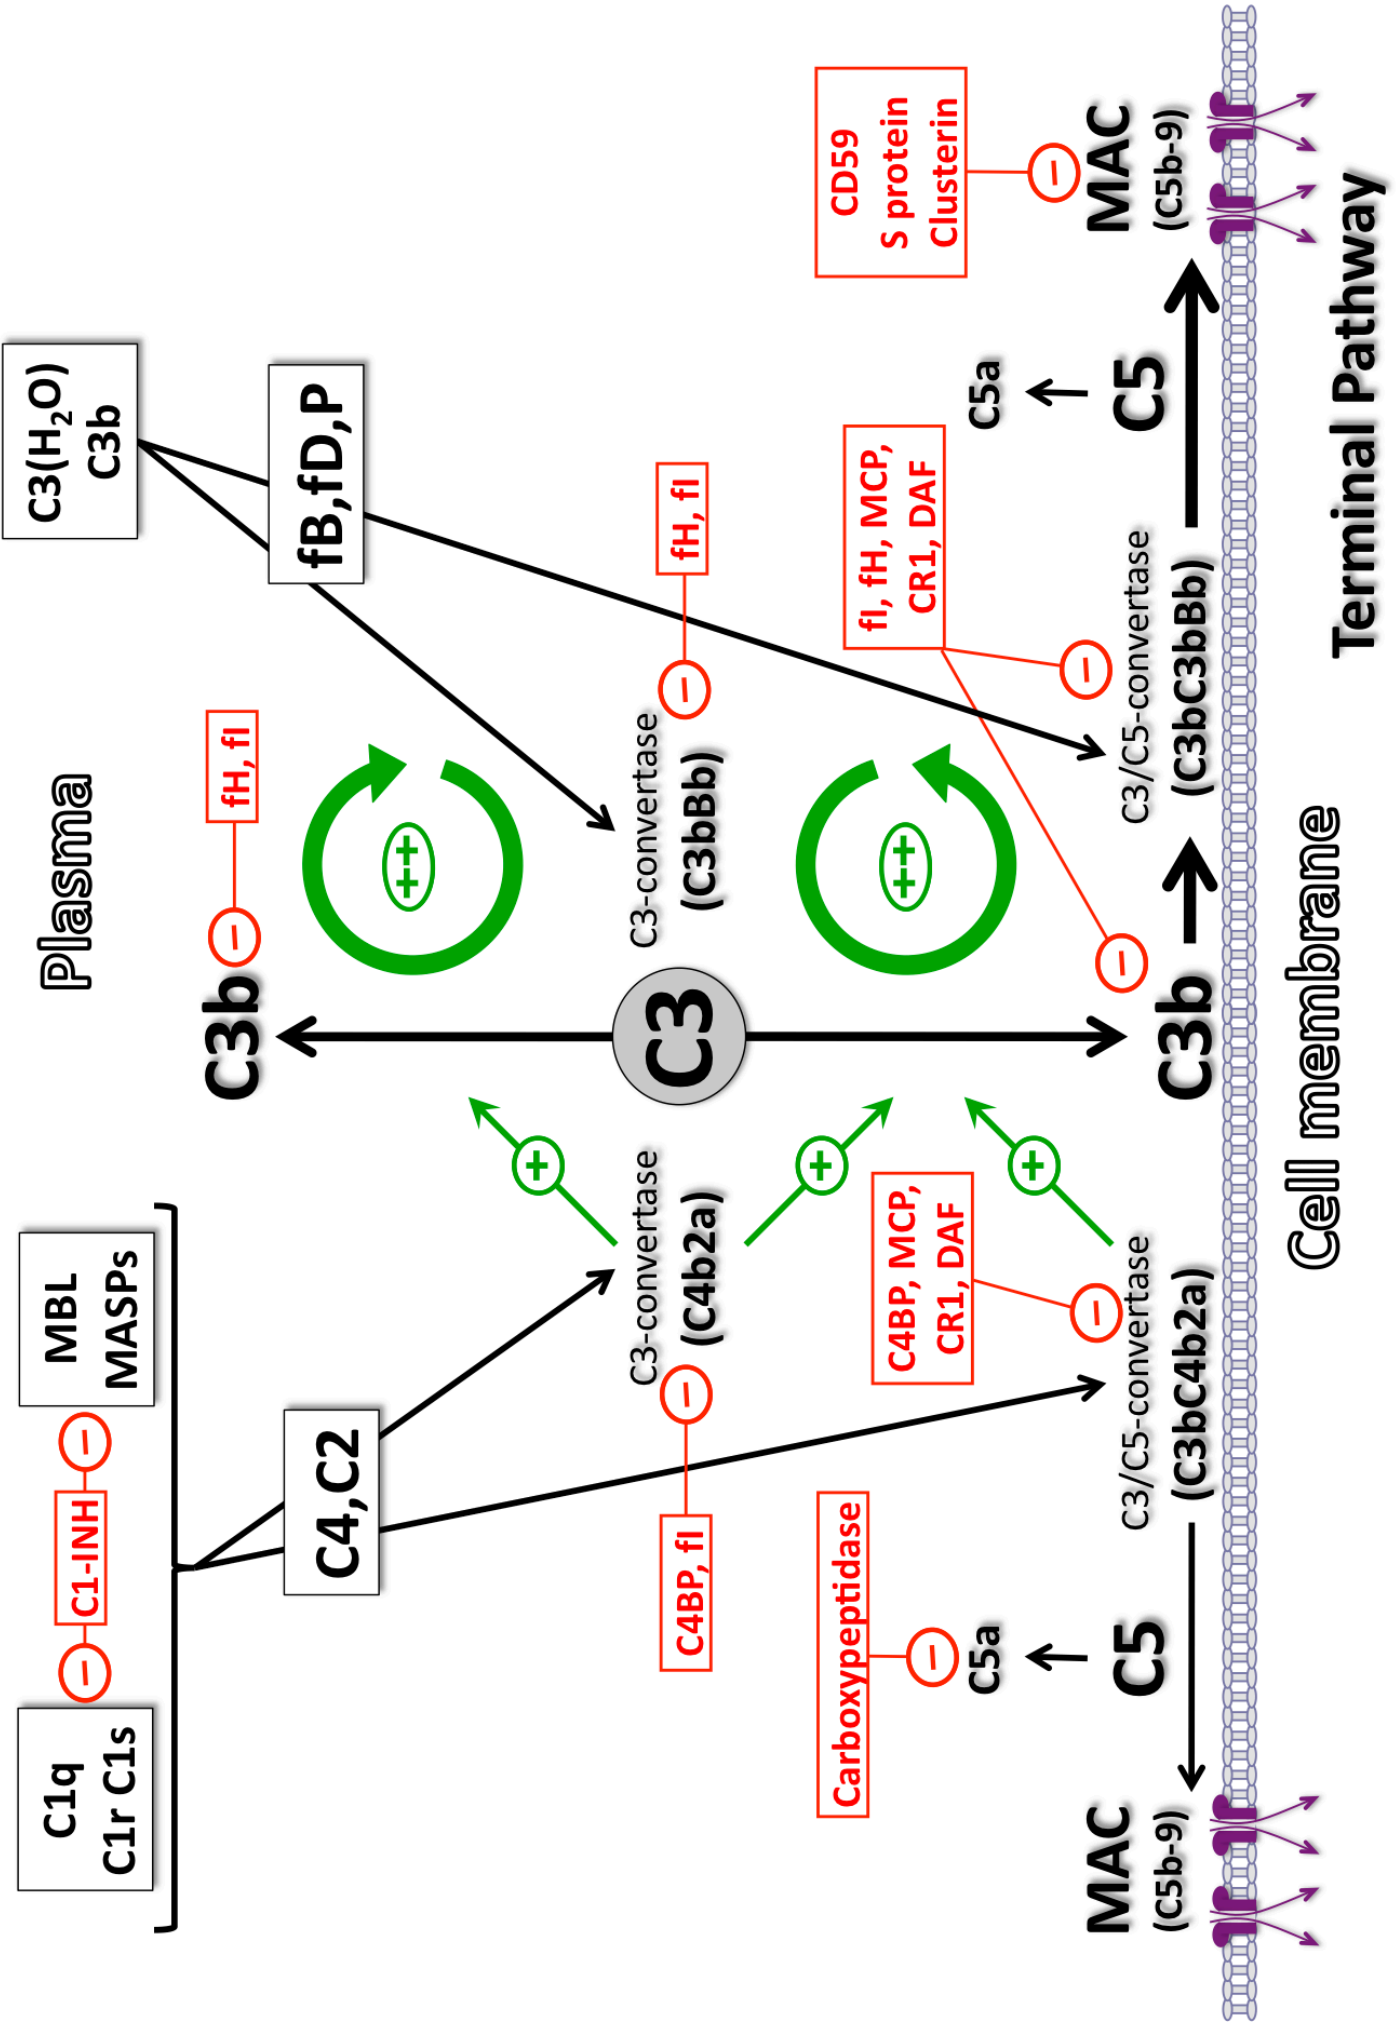 C1q
C1r C1s
−
C1-INH
−
MBL
MASPs
Plasma
C3(H2O)
C3b
C4,C2
C3b
−
fH, fI
fB,fD,P
++
C4BP, fI
−
C3-convertase
(C4b2a)
+
+
C3
C3-convertase
(C3bBb)
−
fH, fI
++
Carboxypeptidase
−
C5a
C5
C4BP, MCP,
CR1, DAF
−
+
fI, fH, MCP,
CR1, DAF
−
−
C5a
C5
CD59
S protein
Clusterin
−
MAC
(C5b-9)
C3/C5-convertase
(C3bC4b2a)
C3b
C3/C5-convertase
(C3bC3bBb)
MAC
(C5b-9)
Cell membrane
Terminal Pathway